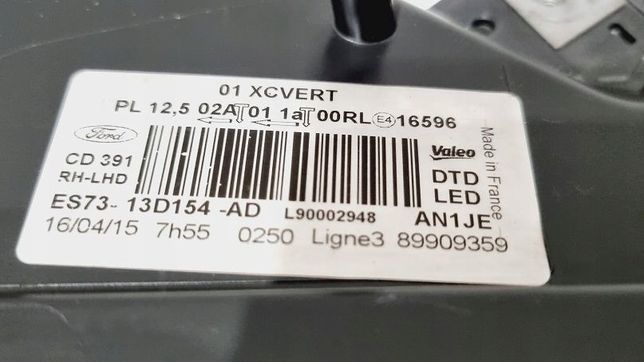 01 XCVERT
PL 12,5 02A 01 1a 00RL E4 16596
Ford
CD 391
RH-LHD
Valeo
DTD
LED
Made in France
ES73- 13D154 -AD L90002948 AN1JE
16/04/15 7h55 0250 Ligne3 89909359